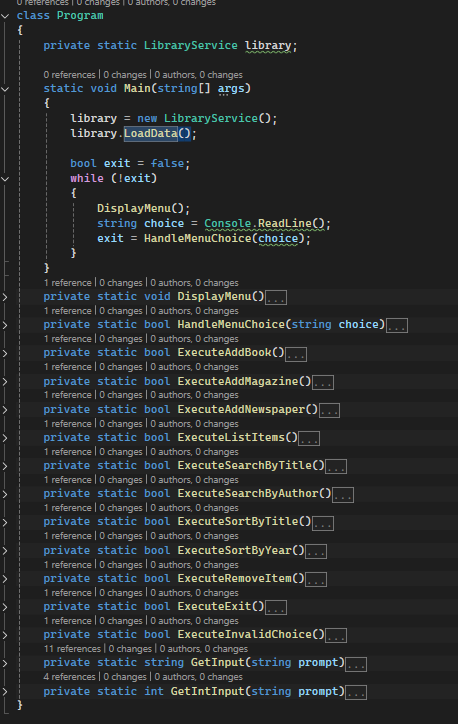 0 references | 0 changes | 0 authors, 0 changes
class Program
{
private static LibraryService library;
0 references | 0 changes | 0 authors, 0 changes
static void Main(string[] args)
{
library = new LibraryService();
library.LoadData();
bool exit = false;
while (!exit)
{
DisplayMenu();
string choice = Console.ReadLine();
exit = HandleMenuChoice(choice);
}
}
1 reference | 0 changes | 0 authors, 0 changes
private static void DisplayMenu()...
1 reference | 0 changes | 0 authors, 0 changes
private static bool HandleMenuChoice(string choice)...
1 reference | 0 changes | 0 authors, 0 changes
private static bool ExecuteAddBook()...
1 reference | 0 changes | 0 authors, 0 changes
private static bool ExecuteAddMagazine()...
1 reference | 0 changes | 0 authors, 0 changes
private static bool ExecuteAddNewspaper()...
1 reference | 0 changes | 0 authors, 0 changes
private static bool ExecuteListItems()...
1 reference | 0 changes | 0 authors, 0 changes
private static bool ExecuteSearchByTitle()...
1 reference | 0 changes | 0 authors, 0 changes
private static bool ExecuteSearchByAuthor()...
1 reference | 0 changes | 0 authors, 0 changes
private static bool ExecuteSortByTitle()...
1 reference | 0 changes | 0 authors, 0 changes
private static bool ExecuteSortByYear()...
1 reference | 0 changes | 0 authors, 0 changes
private static bool ExecuteRemoveItem()...
1 reference | 0 changes | 0 authors, 0 changes
private static bool ExecuteExit()...
1 reference | 0 changes | 0 authors, 0 changes
private static bool ExecuteInvalidChoice()...
11 references | 0 changes | 0 authors, 0 changes
private static string GetInput(string prompt)...
4 references | 0 changes | 0 authors, 0 changes
private static int GetIntInput(string prompt)...
}